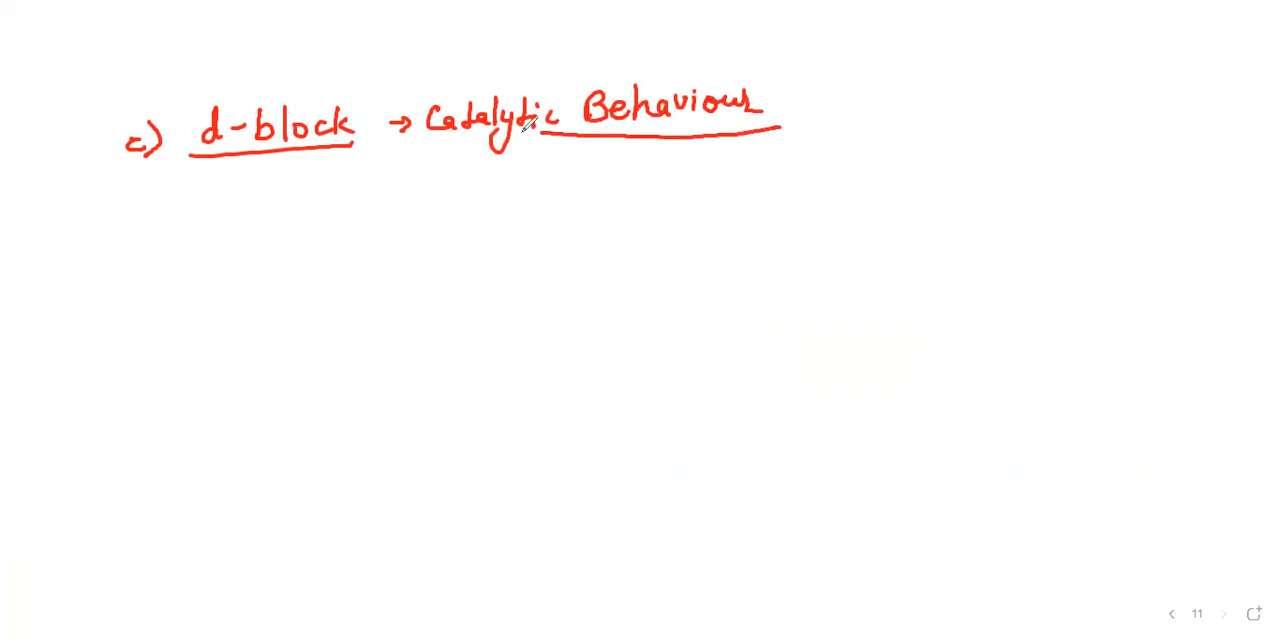 c) d-block → Catalytic Behaviour
< 11 >